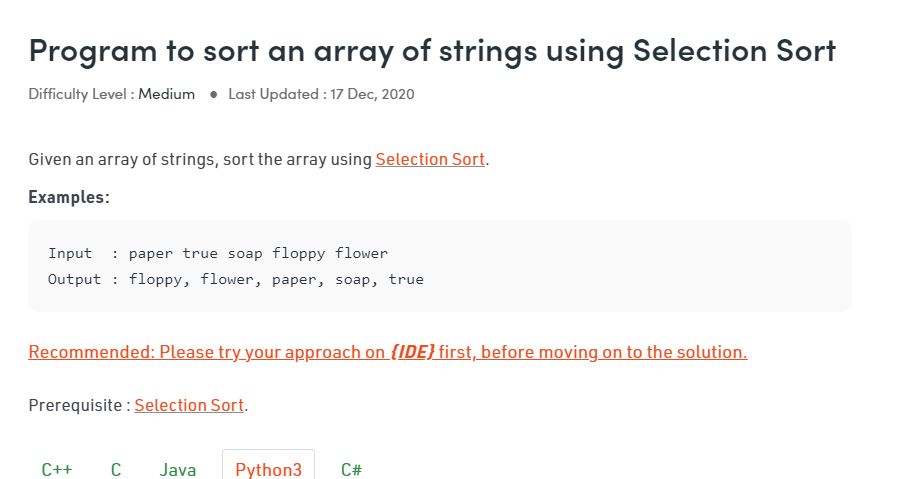 Program to sort an array of strings using Selection Sort
Difficulty Level : Medium ● Last Updated : 17 Dec, 2020
Given an array of strings, sort the array using Selection Sort.
Examples:
Input  : paper true soap floppy flower
Output : floppy, flower, paper, soap, true
Recommended: Please try your approach on {IDE} first, before moving on to the solution.
Prerequisite : Selection Sort.
C++ C Java Python3 C#